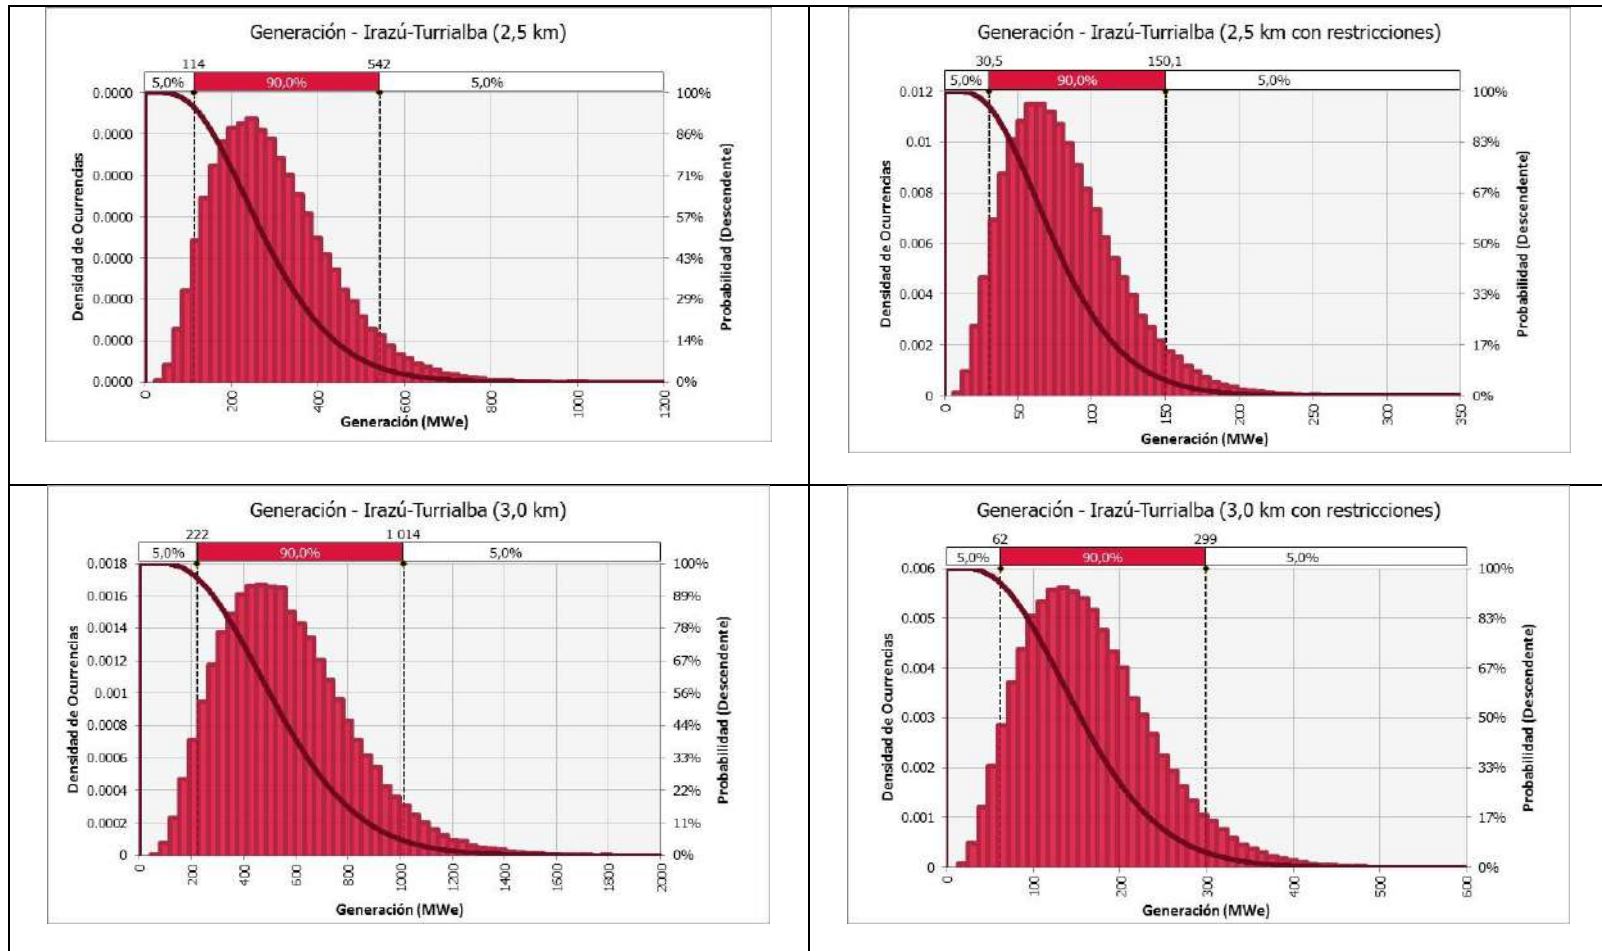 Generación - Irazú-Turrialba (2,5 km)
114 542
5,0% 90,0% 5,0%
0.0000 100%
0.0000 86%
0.0000 71%
0.0000 57%
0.0000 43%
0.0000 29%
0.0000 14%
0.0000 0%
Densidad de Ocurrencias
Probabilidad (Descendente)
0 200 400 600 800 1000 1200
Generación (MWe)
Generación - Irazú-Turrialba (2,5 km con restricciones)
30,5 150,1
5,0% 90,0% 5,0%
0.012 100%
0.01 83%
0.008 67%
0.006 50%
0.004 33%
0.002 17%
0 0%
Densidad de Ocurrencias
Probabilidad (Descendente)
0 50 100 150 200 250 300 350
Generación (MWe)
Generación - Irazú-Turrialba (3,0 km)
222 1 014
5,0% 90,0% 5,0%
0.0018 100%
0.0016 89%
0.0014 78%
0.0012 67%
0.001 56%
0.0008 44%
0.0006 33%
0.0004 22%
0.0002 11%
0 0%
Densidad de Ocurrencias
Probabilidad (Descendente)
0 200 400 600 800 1000 1200 1400 1600 1800 2000
Generación (MWe)
Generación - Irazú-Turrialba (3,0 km con restricciones)
62 299
5,0% 90,0% 5,0%
0.006 100%
0.005 83%
0.004 67%
0.003 50%
0.002 33%
0.001 17%
0 0%
Densidad de Ocurrencias
Probabilidad (Descendente)
0 100 200 300 400 500 600
Generación (MWe)